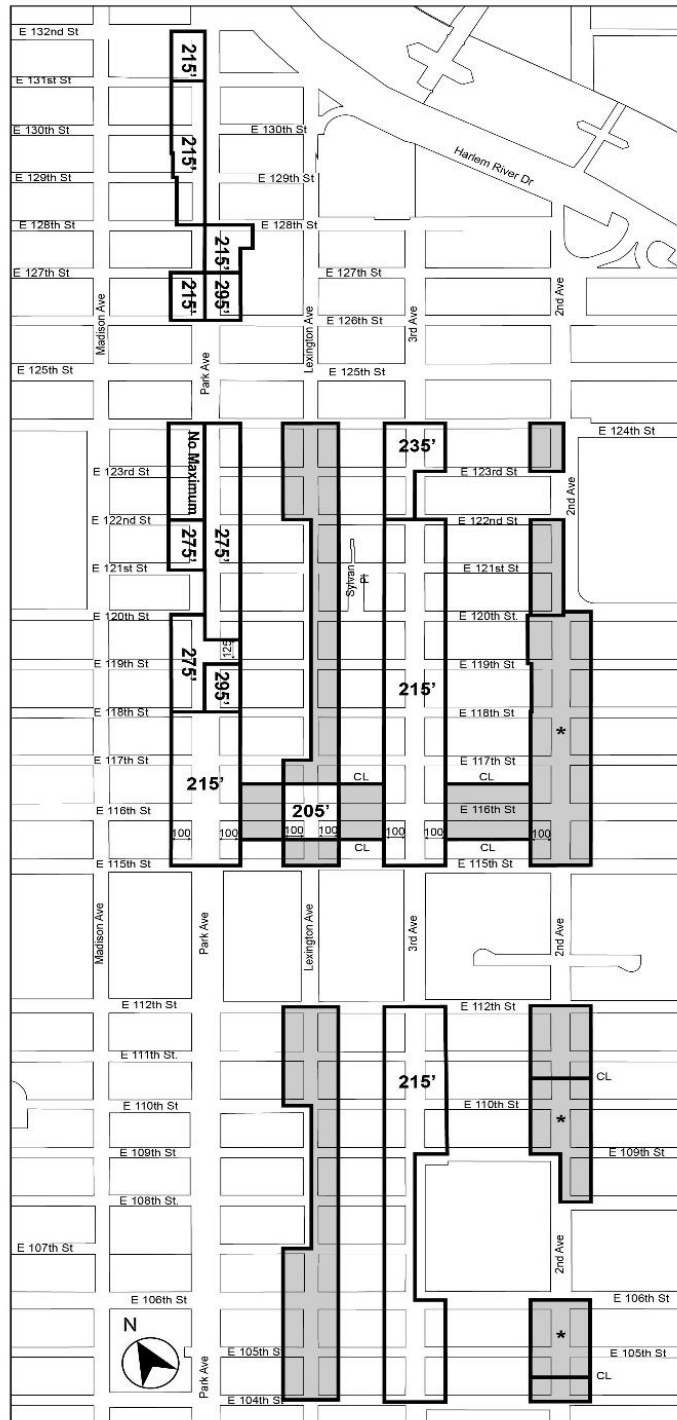 E 132nd St
215'
E 131st St
E 130th St
E 130th St
215'
Harlem River Dr
E 129th St
E 129th St
E 128th St
E 128th St
215'
E 127th St
E 127th St
215'
295'
E 126th St
Madison Ave
Park Ave
Lexington Ave
3rd Ave
2nd Ave
E 125th St
E 125th St
No Maximum
235'
E 124th St
E 123rd St
E 123rd St
2nd Ave
E 122nd St
E 122nd St
275'
275'
E 121st St
E 121st St
Sylvan Pl
E 120th St
E 120th St.
125
E 119th St
E 119th St
275'
295'
215'
E 118th St
E 118th St
*
E 117th St
E 117th St
CL
CL
215'
E 116th St
205'
E 116th St
100
100
100
100
100
100
100
CL
CL
E 115th St
E 115th St
Madison Ave
Park Ave
Lexington Ave
3rd Ave
2nd Ave
E 112th St
E 112th St
E 111th St.
215'
CL
E 110th St
E 110th St
*
E 109th St
E 109th St
E 108th St.
E 107th St
2nd Ave
E 106th St
E 106th St
N
*
E 105th St
E 105th St
CL
Park Ave
E 104th St